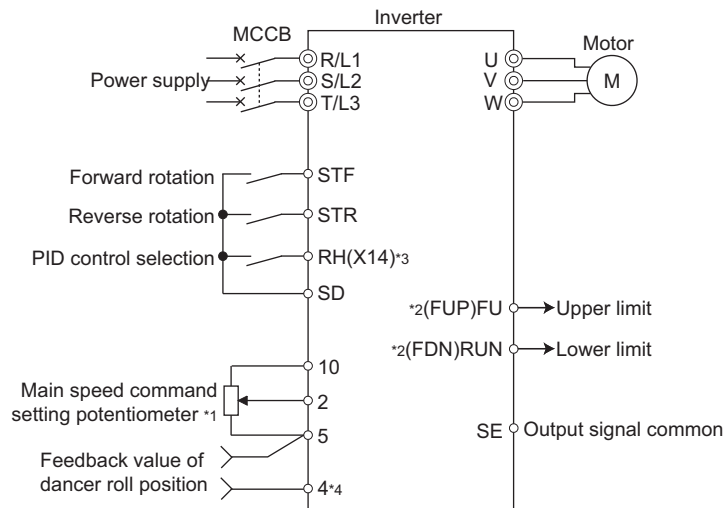 Inverter
MCCB
Motor
R/L1
U
Power supply
S/L2
V
M
T/L3
W
Forward rotation
STF
Reverse rotation
STR
PID control selection
RH(X14)*3
SD
*2(FUP)FU
Upper limit
*2(FDN)RUN
Lower limit
10
Main speed command
setting potentiometer *1
2
5
SE
Output signal common
Feedback value of
dancer roll position
4*4